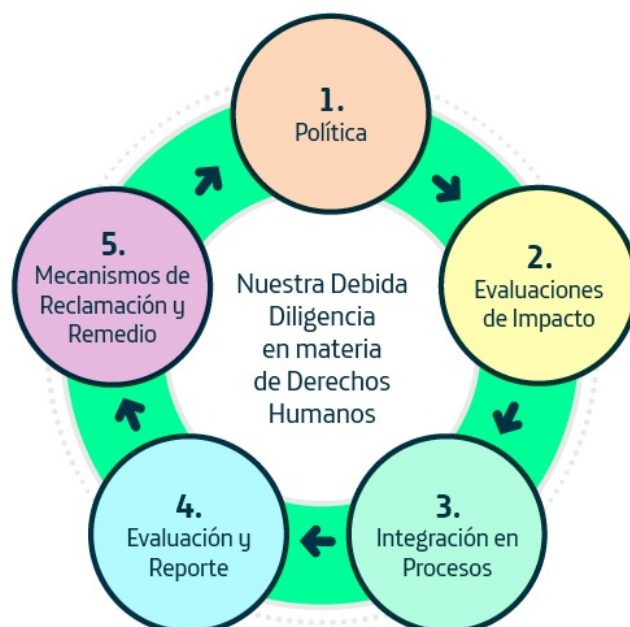 1.
Política
2.
Evaluaciones
de Impacto
3.
Integración en
Procesos
4.
Evaluación y
Reporte
5.
Mecanismos de
Reclamación y
Remedio
Nuestra Debida
Diligencia
en materia
de Derechos
Humanos